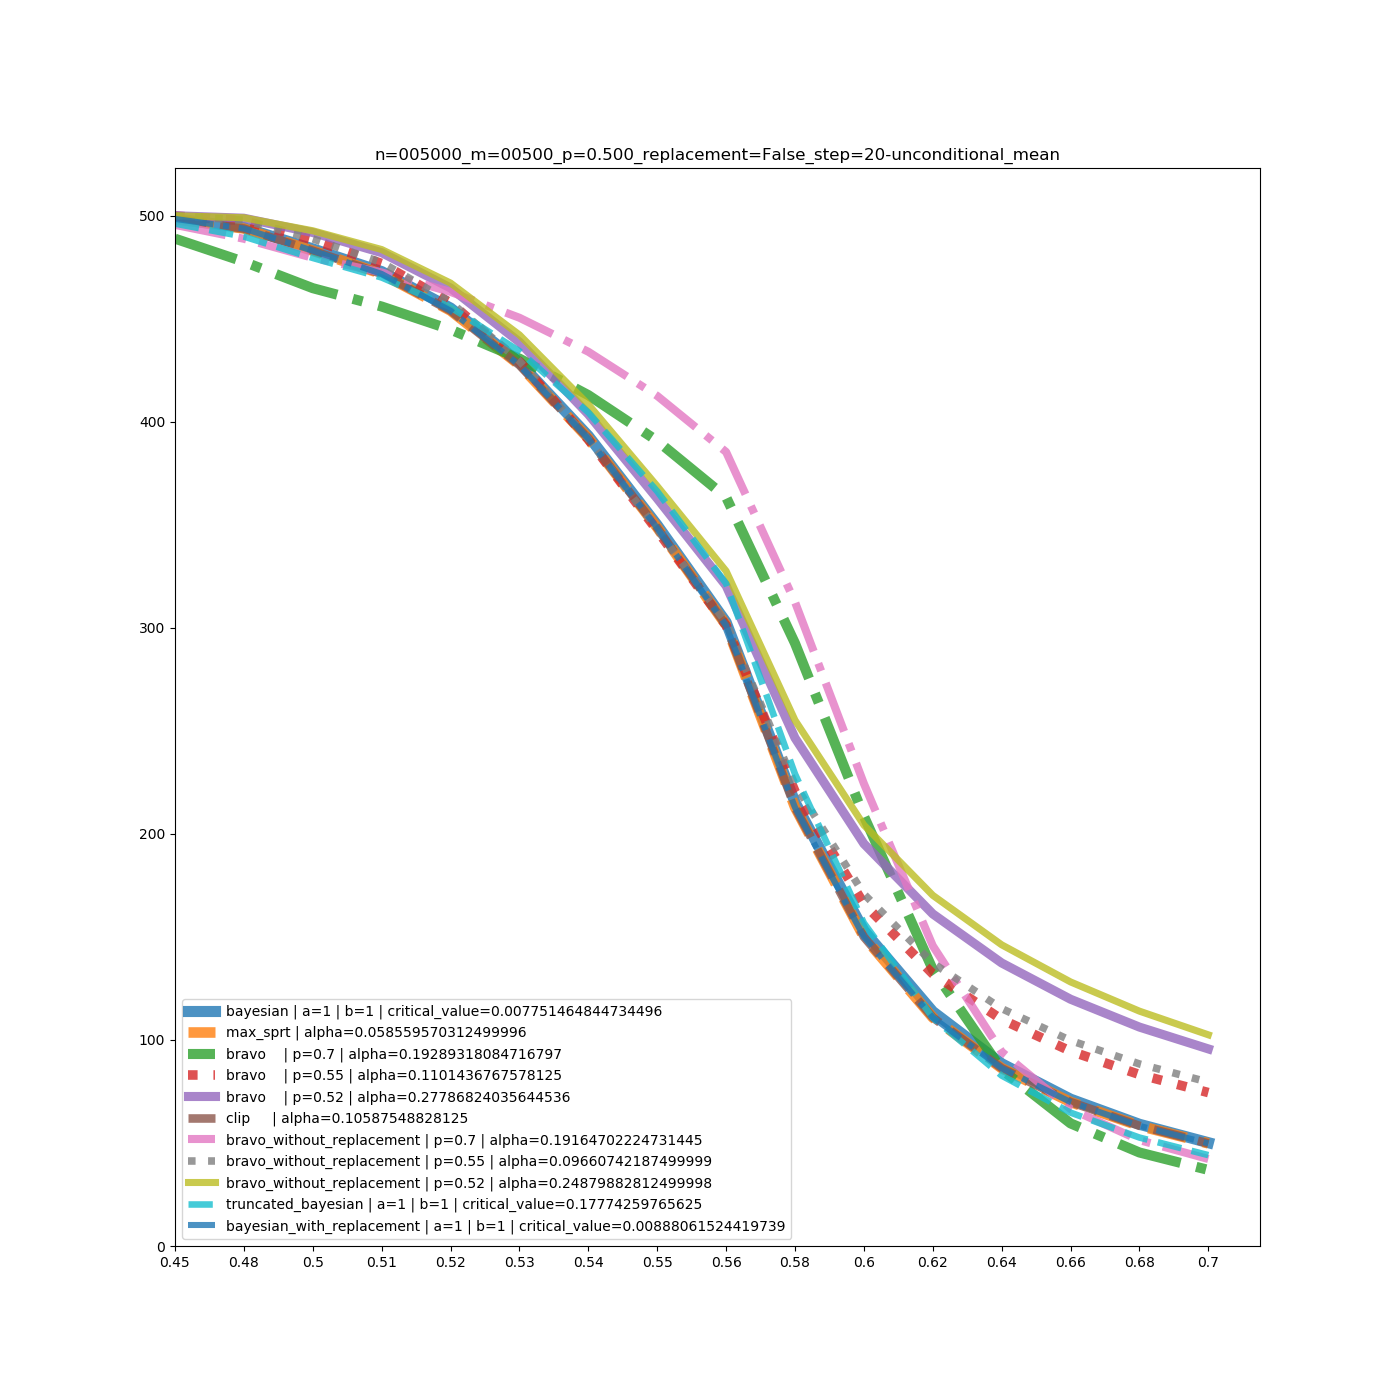 n=005000_m=00500_p=0.500_replacement=False_step=20-unconditional_mean
500
400
300
200
100
0
bayesian | a=1 | b=1 | critical_value=0.007751464844734496
max_sprt | alpha=0.058559570312499996
bravo    | p=0.7 | alpha=0.19289318084716797
bravo    | p=0.55 | alpha=0.1101436767578125
bravo    | p=0.52 | alpha=0.27786824035644536
clip     | alpha=0.10587548828125
bravo_without_replacement | p=0.7 | alpha=0.19164702224731445
bravo_without_replacement | p=0.55 | alpha=0.09660742187499999
bravo_without_replacement | p=0.52 | alpha=0.24879882812499998
truncated_bayesian | a=1 | b=1 | critical_value=0.17774259765625
bayesian_with_replacement | a=1 | b=1 | critical_value=0.00888061524419739
0.45 0.48 0.5 0.51 0.52 0.53 0.54 0.55 0.56 0.58 0.6 0.62 0.64 0.66 0.68 0.7